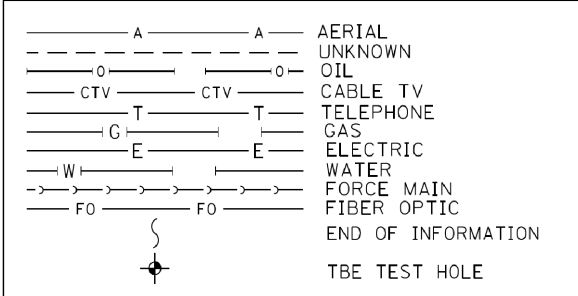 A A AERIAL
UNKNOWN
O O OIL
CTV CTV CABLE TV
T T TELEPHONE
G GAS
E E ELECTRIC
W WATER
FORCE MAIN
FO FO FIBER OPTIC
END OF INFORMATION
TBE TEST HOLE